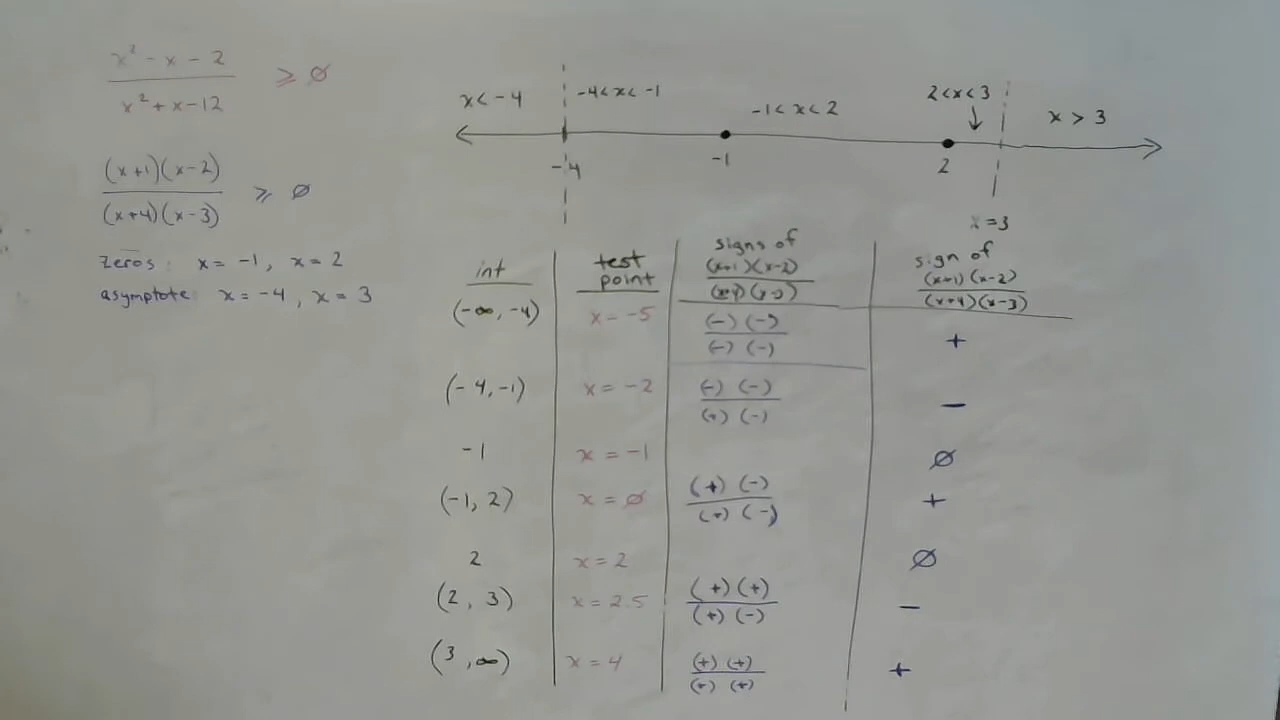 x² - x - 2
x² + x - 12
≥ ∅
(x+1)(x-2)
(x+4)(x-3)
≥ ∅
zeros: x = -1, x = 2
asymptote: x = -4, x = 3
x < -4
-4 < x < -1
-1 < x < 2
2 < x < 3
x > 3
-4
-1
2
x = 3
int
test point
signs of
(x+1)(x-2)
(x+4)(x-3)
sign of
(x+1)(x-2)
(x+4)(x-3)
(-∞, -4)
x = -5
(-) (-)
(-) (-)
+
(-4, -1)
x = -2
(-) (-)
(+) (-)
-
-1
x = -1
∅
(-1, 2)
x = ∅
(+) (-)
(+) (-)
+
2
x = 2
∅
(2, 3)
x = 2.5
(+) (+)
(+) (-)
-
(3, ∞)
x = 4
(+) (+)
(+) (+)
+